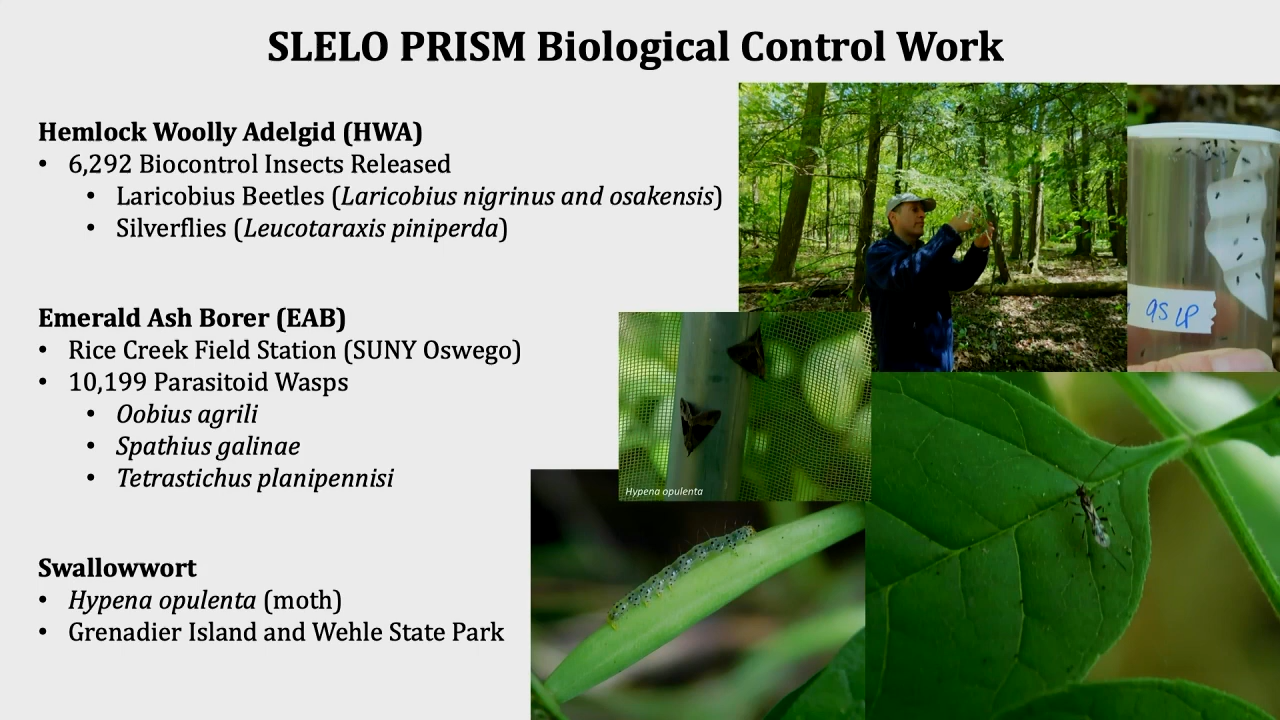 SLELO PRISM Biological Control Work
Hemlock Woolly Adelgid (HWA)
• 6,292 Biocontrol Insects Released
• Laricobius Beetles (Laricobius nigrinus and osakensis)
• Silverflies (Leucotaraxis piniperda)
Emerald Ash Borer (EAB)
• Rice Creek Field Station (SUNY Oswego)
• 10,199 Parasitoid Wasps
• Oobius agrili
• Spathius galinae
• Tetrastichus planipennisi
Swallowwort
• Hypena opulenta (moth)
• Grenadier Island and Wehle State Park
Hypena opulenta